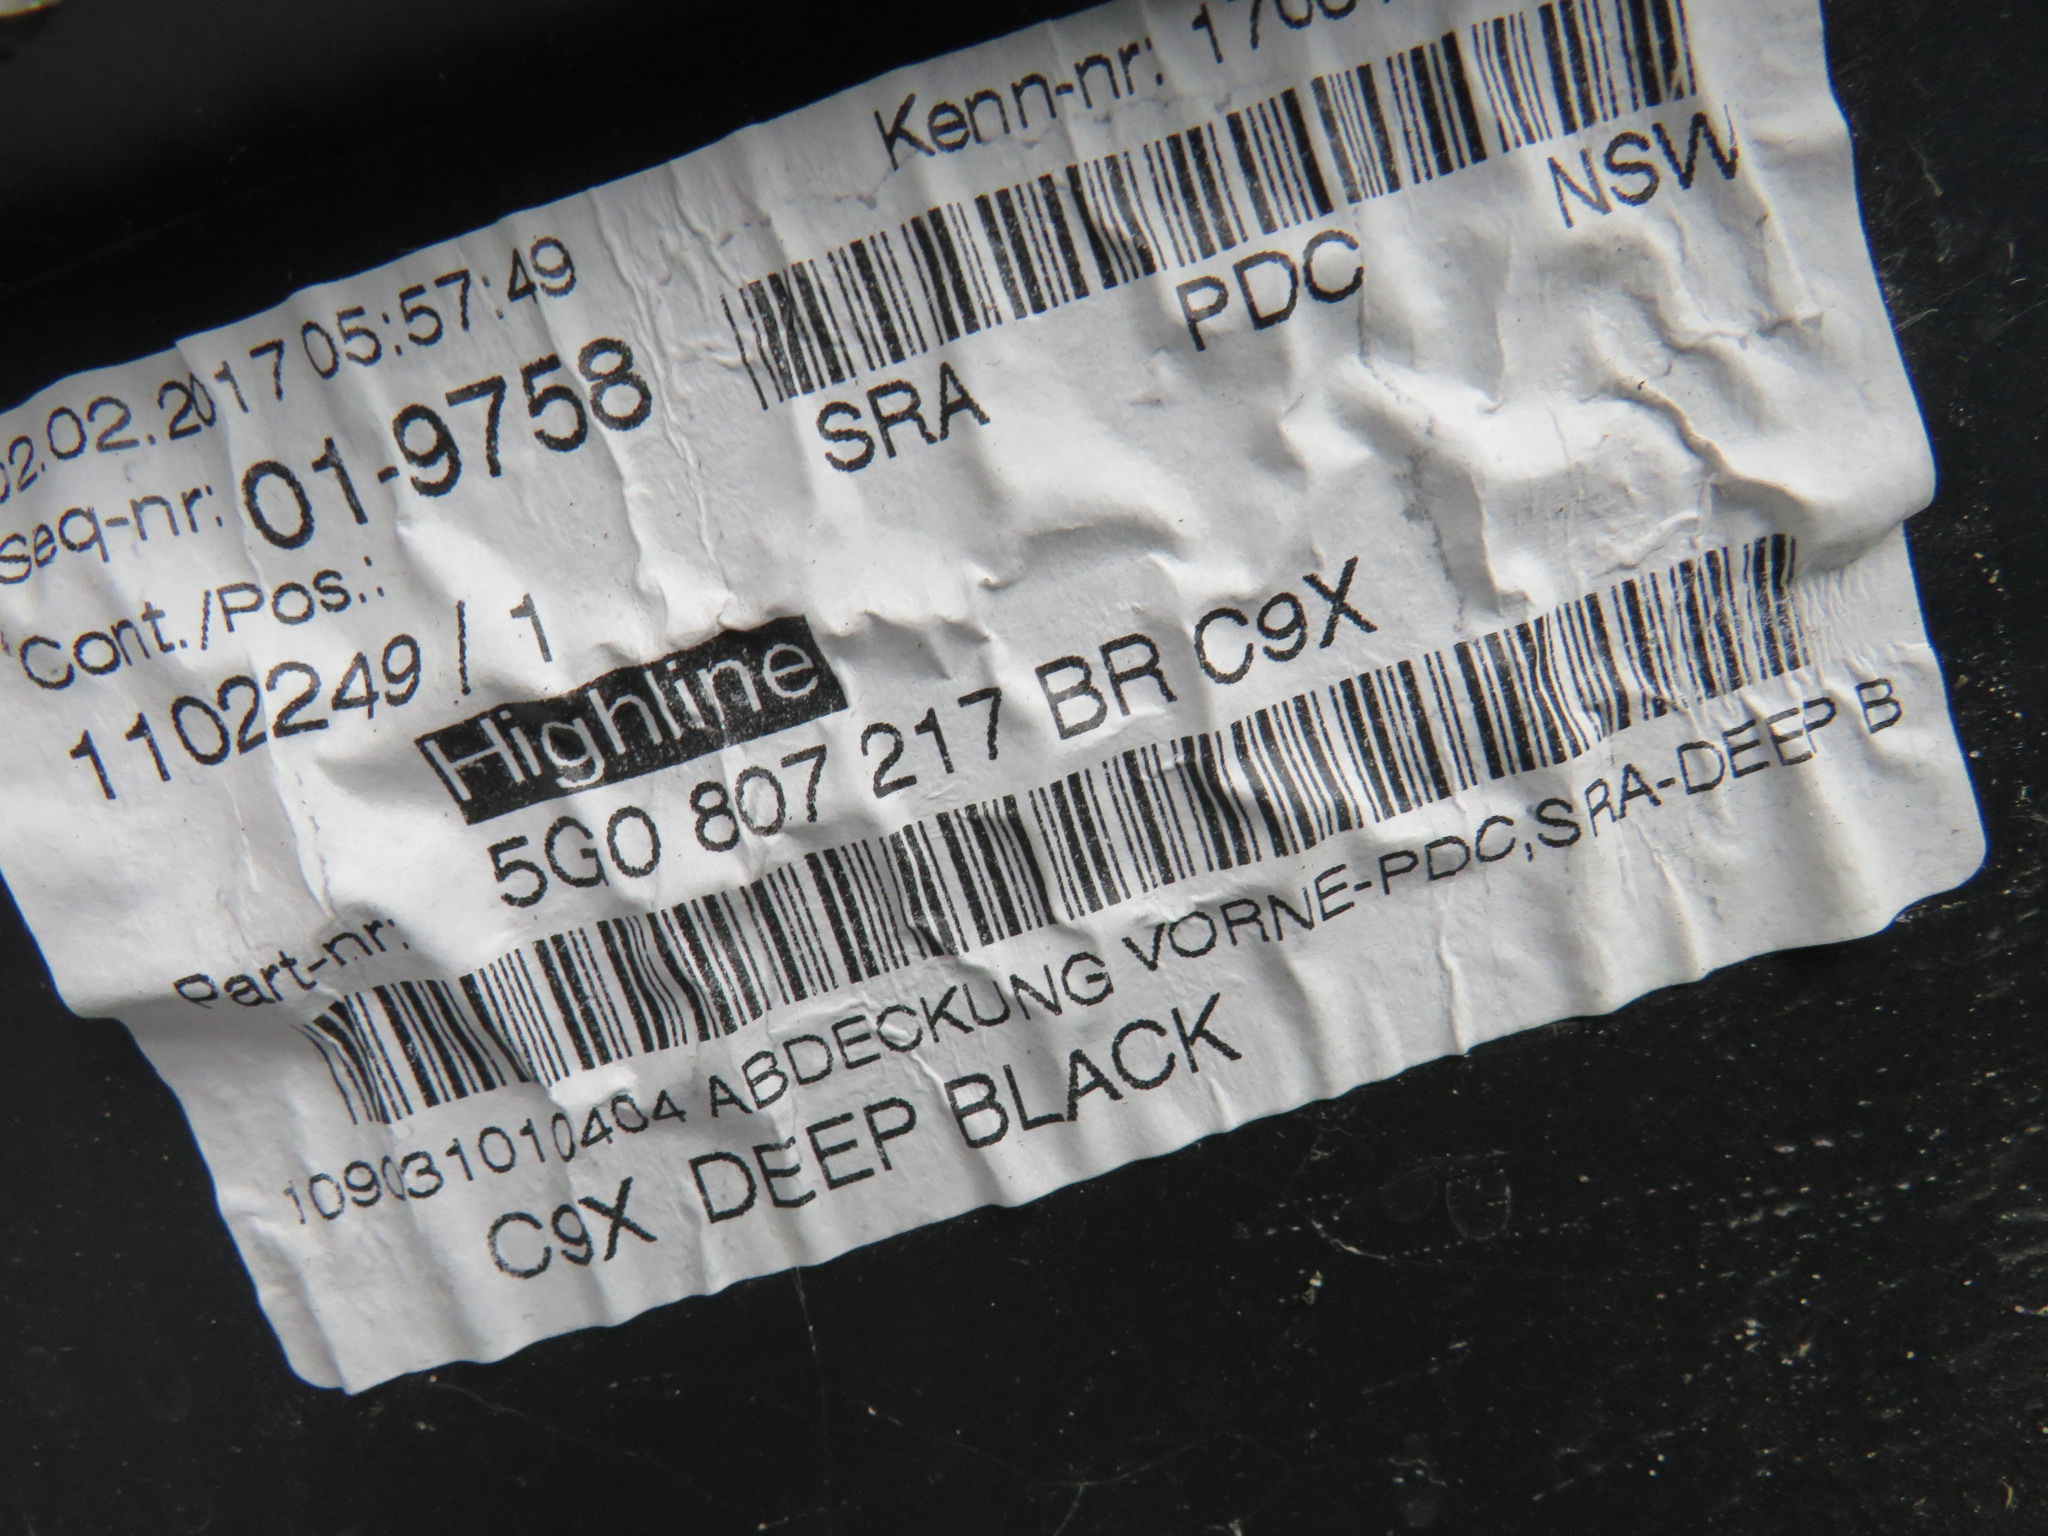 02.02.2017 05:57:49
Kenn-nr:
Seq-nr: 01-9758
SRA PDC NSW
Cont./Pos.:
1102249 / 1
Highline
5G0 807 217 BR C9X
Part-nr:
109031010404 ABDECKUNG VORNE-PDC,SRA-DEEP B
C9X DEEP BLACK